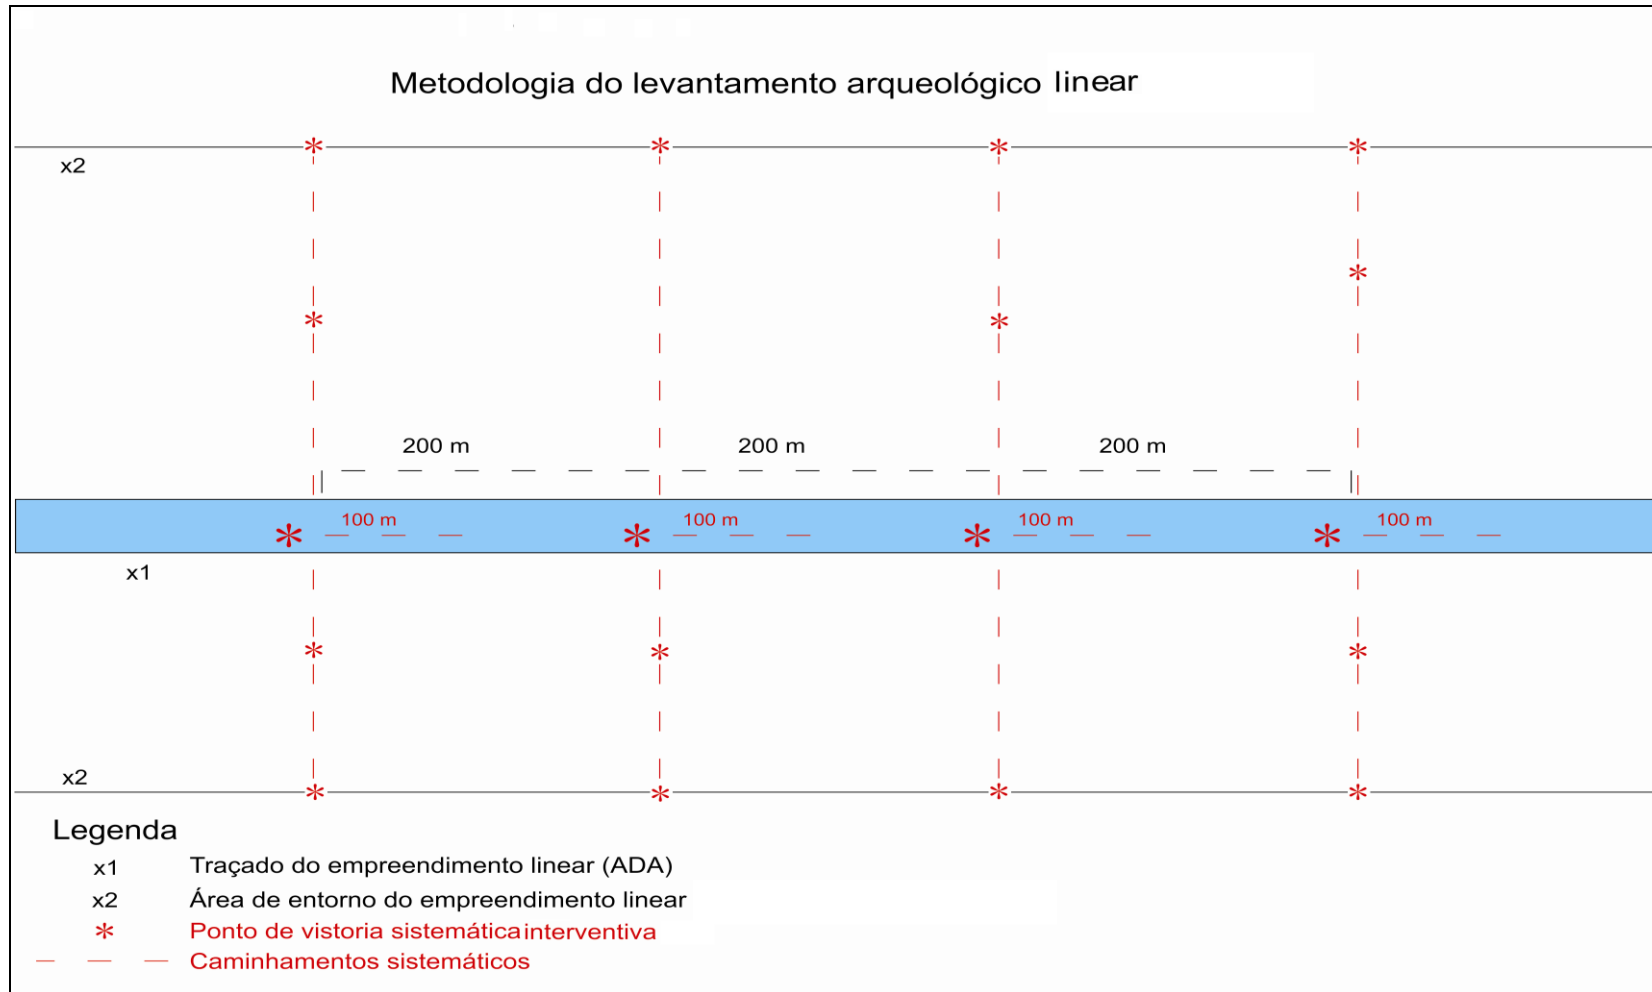 Metodologia do levantamento arqueológico linear
x2
200 m 200 m 200 m
100 m 100 m 100 m 100 m
x1
x2
Legenda
x1 Traçado do empreendimento linear (ADA)
x2 Área de entorno do empreendimento linear
* Ponto de vistoria sistemática interventiva
Caminhamentos sistemáticos